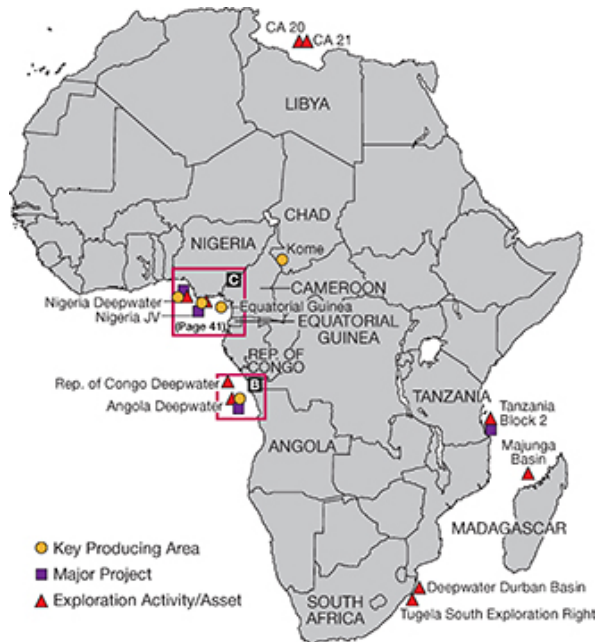 CA 20
CA 21
LIBYA
CHAD
NIGERIA
Kome
CAMEROON
C
Nigeria Deepwater
Equatorial Guinea
Nigeria JV
(Page 41)
EQUATORIAL
GUINEA
REP. OF
CONGO
Rep. of Congo Deepwater
B
Angola Deepwater
TANZANIA
Tanzania
Block 2
ANGOLA
Majunga
Basin
MADAGASCAR
Key Producing Area
Major Project
Exploration Activity/Asset
SOUTH
AFRICA
Deepwater Durban Basin
Tugela South Exploration Right